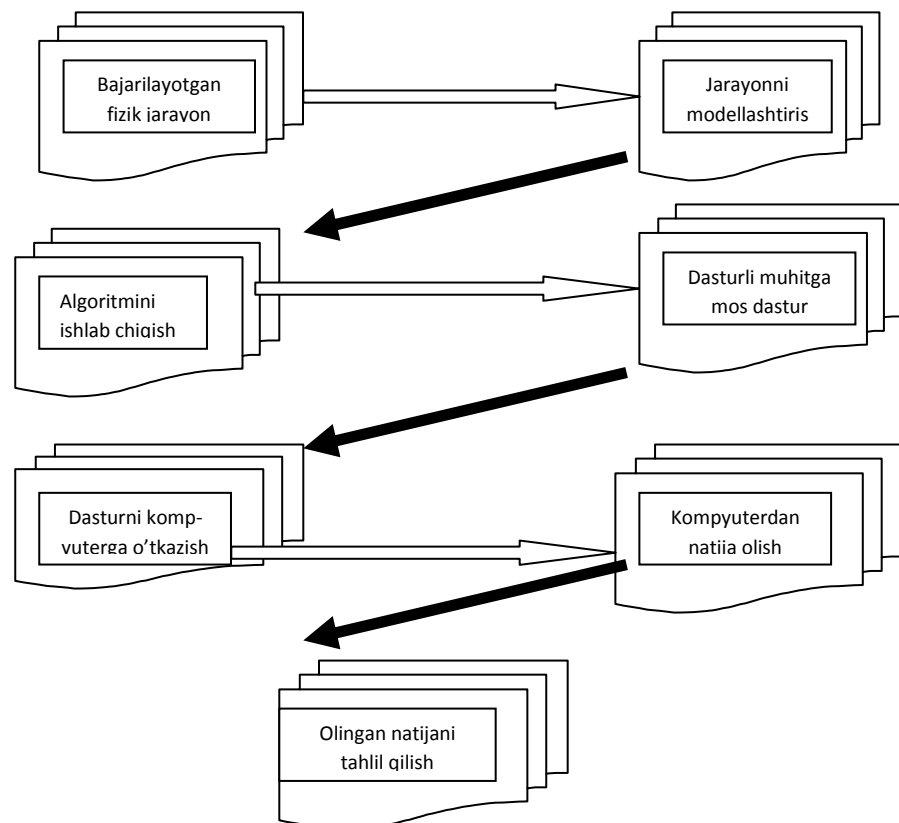 Bajarilayotgan
fizik jarayon
Jarayonni
modellashtiris
Algoritmini
ishlab chiqish
Dasturli muhitga
mos dastur
Dasturni komp-
yuterga o’tkazish
Kompyuterdan
natija olish
Olingan natijani
tahlil qilish